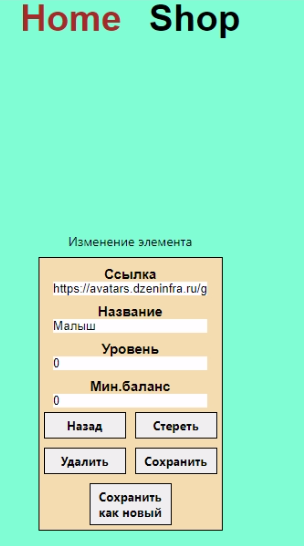 Home Shop
Изменение элемента
Ссылка
https://avatars.dzeninfra.ru/g
Название
Малыш
Уровень
0
Мин.баланс
0
Назад Стереть
Удалить Сохранить
Сохранить
как новый